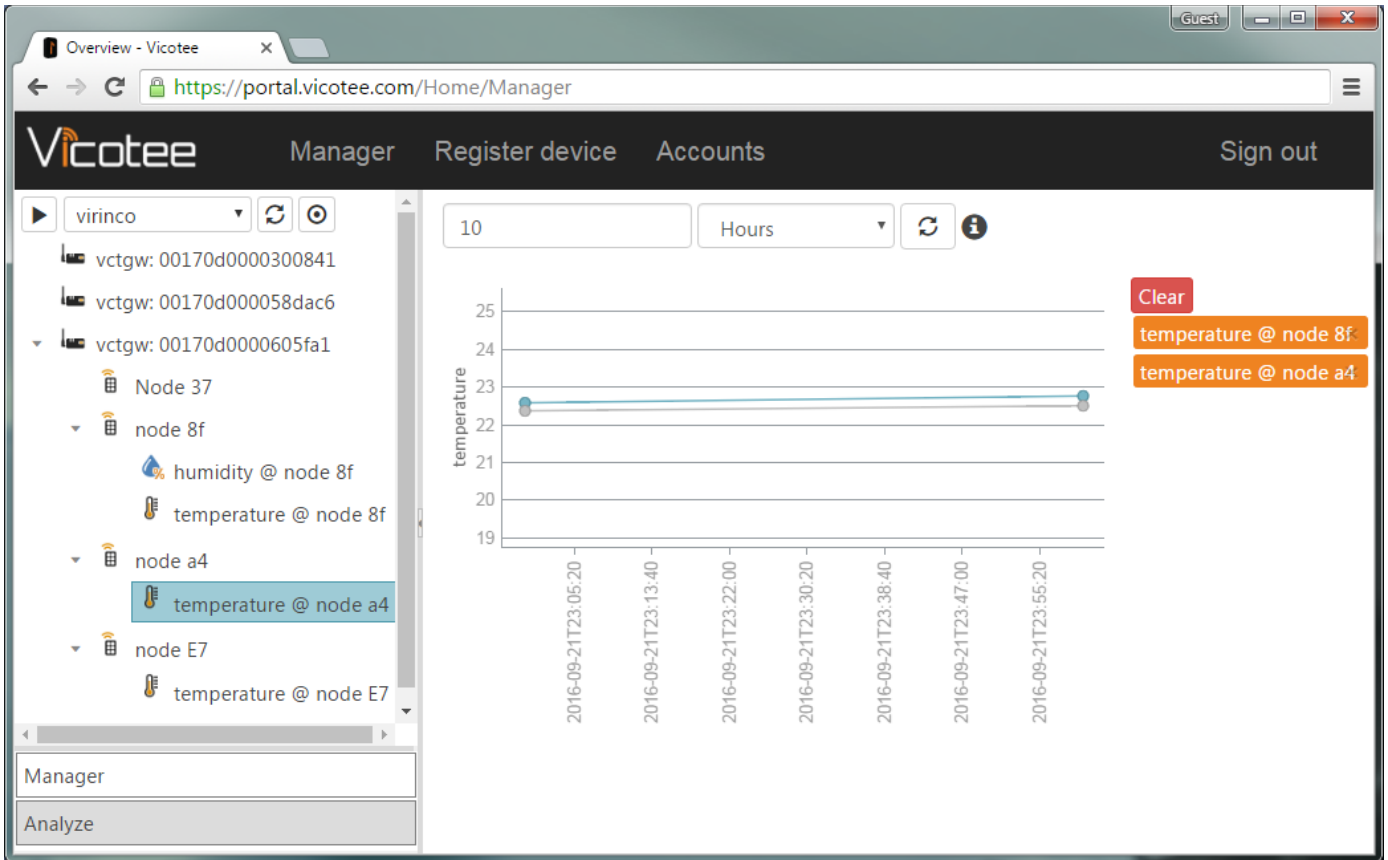 Guest
Overview - Vicotee
https://portal.vicotee.com/Home/Manager
Vicotee Manager Register device Accounts Sign out
virinco
10 Hours
vctgw: 00170d0000300841
vctgw: 00170d000058dac6
vctgw: 00170d0000605fa1
Node 37
node 8f
humidity @ node 8f
temperature @ node 8f
node a4
temperature @ node a4
node E7
temperature @ node E7
Manager
Analyze
temperature
25
24
23
22
21
20
19
2016-09-21T23:05:20
2016-09-21T23:13:40
2016-09-21T23:22:00
2016-09-21T23:30:20
2016-09-21T23:38:40
2016-09-21T23:47:00
2016-09-21T23:55:20
Clear
temperature @ node 8f
temperature @ node a4